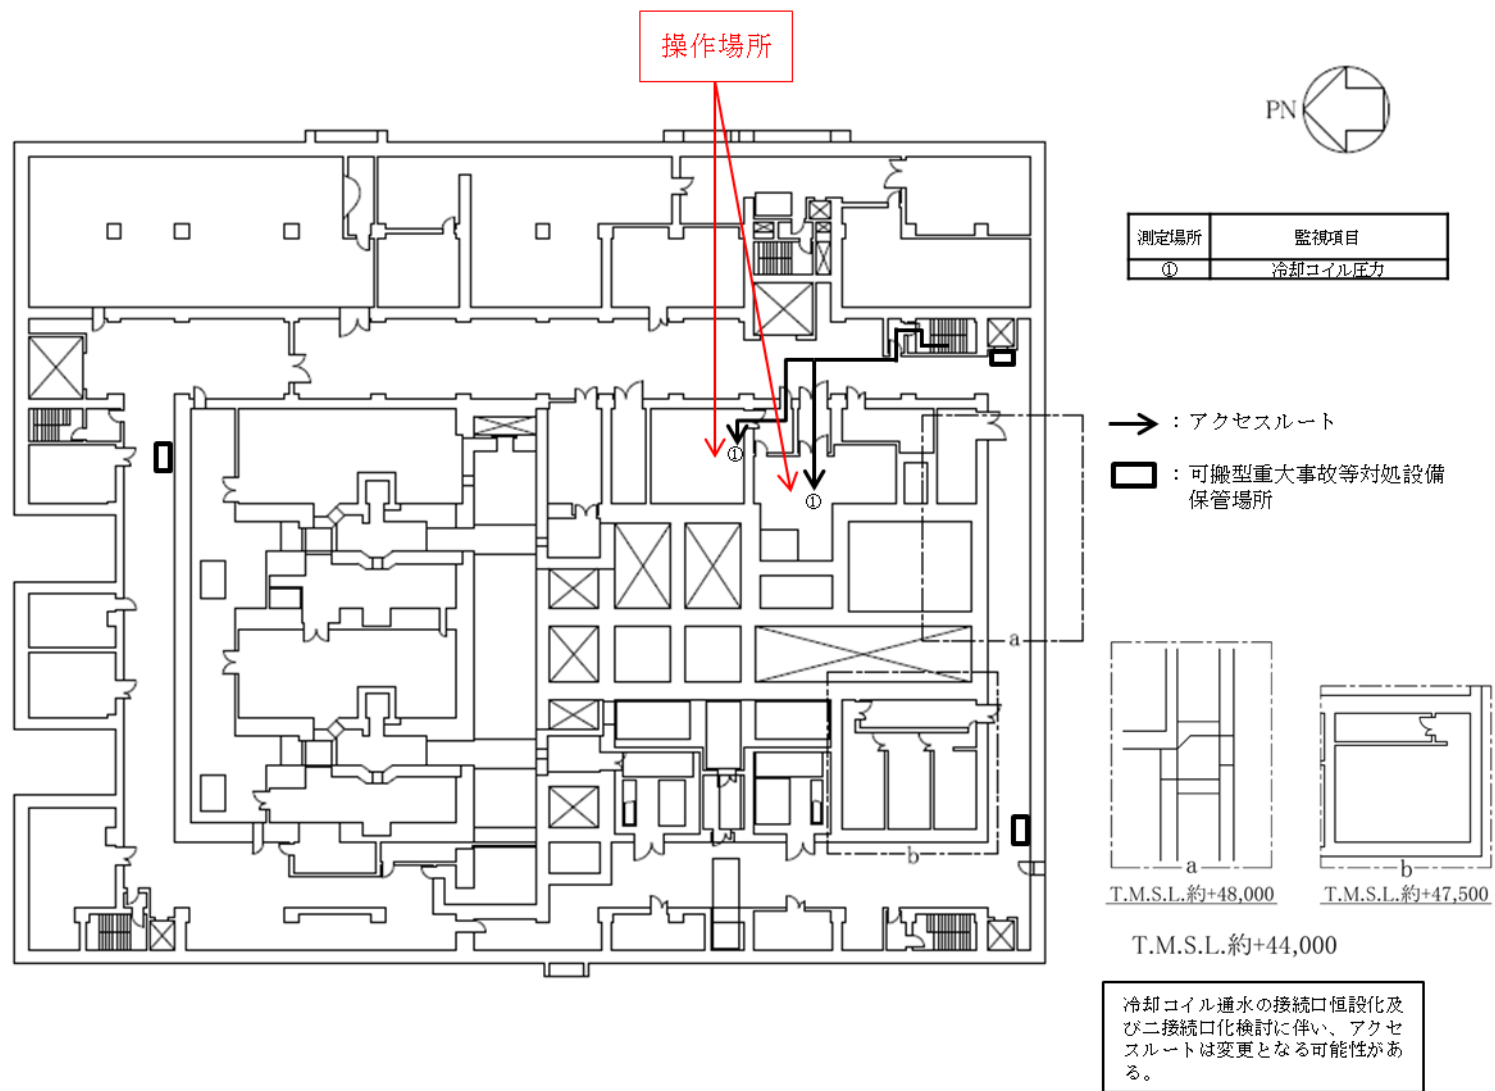 操作場所
PN
測定場所 監視項目
① 冷却コイル圧力
①
①
：アクセスルート
：可搬型重大事故等対処設備
保管場所
a
b
a
T.M.S.L.約+48,000
b
T.M.S.L.約+47,500
T.M.S.L.約+44,000
冷却コイル通水の接続口恒設化及
び二接続口化検討に伴い、アクセ
スルートは変更となる可能性があ
る。